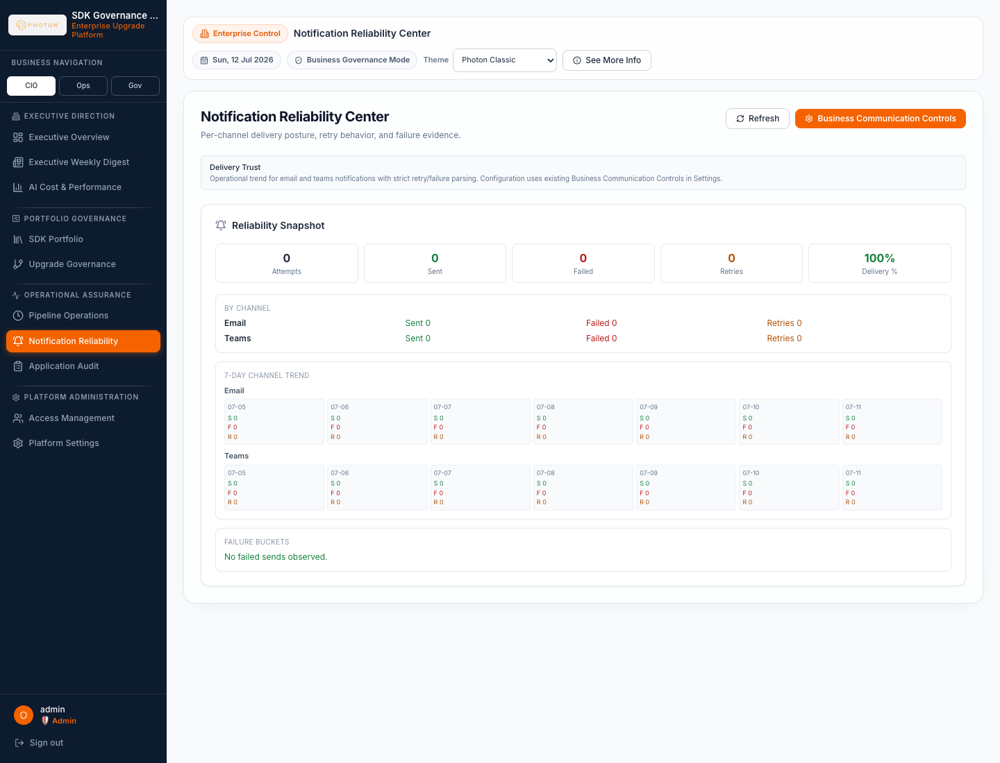 PHOTON
SDK Governance ...
Enterprise Upgrade
Platform
BUSINESS NAVIGATION
CIO
Ops
Gov
EXECUTIVE DIRECTION
Executive Overview
Executive Weekly Digest
AI Cost & Performance
PORTFOLIO GOVERNANCE
SDK Portfolio
Upgrade Governance
OPERATIONAL ASSURANCE
Pipeline Operations
Notification Reliability
Application Audit
PLATFORM ADMINISTRATION
Access Management
Platform Settings
admin
Admin
Sign out
Enterprise Control
Notification Reliability Center
Sun, 12 Jul 2026
Business Governance Mode
Theme
Photon Classic
See More Info
Notification Reliability Center
Per-channel delivery posture, retry behavior, and failure evidence.
Refresh
Business Communication Controls
Delivery Trust
Operational trend for email and teams notifications with strict retry/failure parsing. Configuration uses existing Business Communication Controls in Settings.
Reliability Snapshot
0
Attempts
0
Sent
0
Failed
0
Retries
100%
Delivery %
BY CHANNEL
Email Sent 0 Failed 0 Retries 0
Teams Sent 0 Failed 0 Retries 0
7-DAY CHANNEL TREND
Email
07-05 07-06 07-07 07-08 07-09 07-10 07-11
S 0 S 0 S 0 S 0 S 0 S 0 S 0
F 0 F 0 F 0 F 0 F 0 F 0 F 0
R 0 R 0 R 0 R 0 R 0 R 0 R 0
Teams
07-05 07-06 07-07 07-08 07-09 07-10 07-11
S 0 S 0 S 0 S 0 S 0 S 0 S 0
F 0 F 0 F 0 F 0 F 0 F 0 F 0
R 0 R 0 R 0 R 0 R 0 R 0 R 0
FAILURE BUCKETS
No failed sends observed.